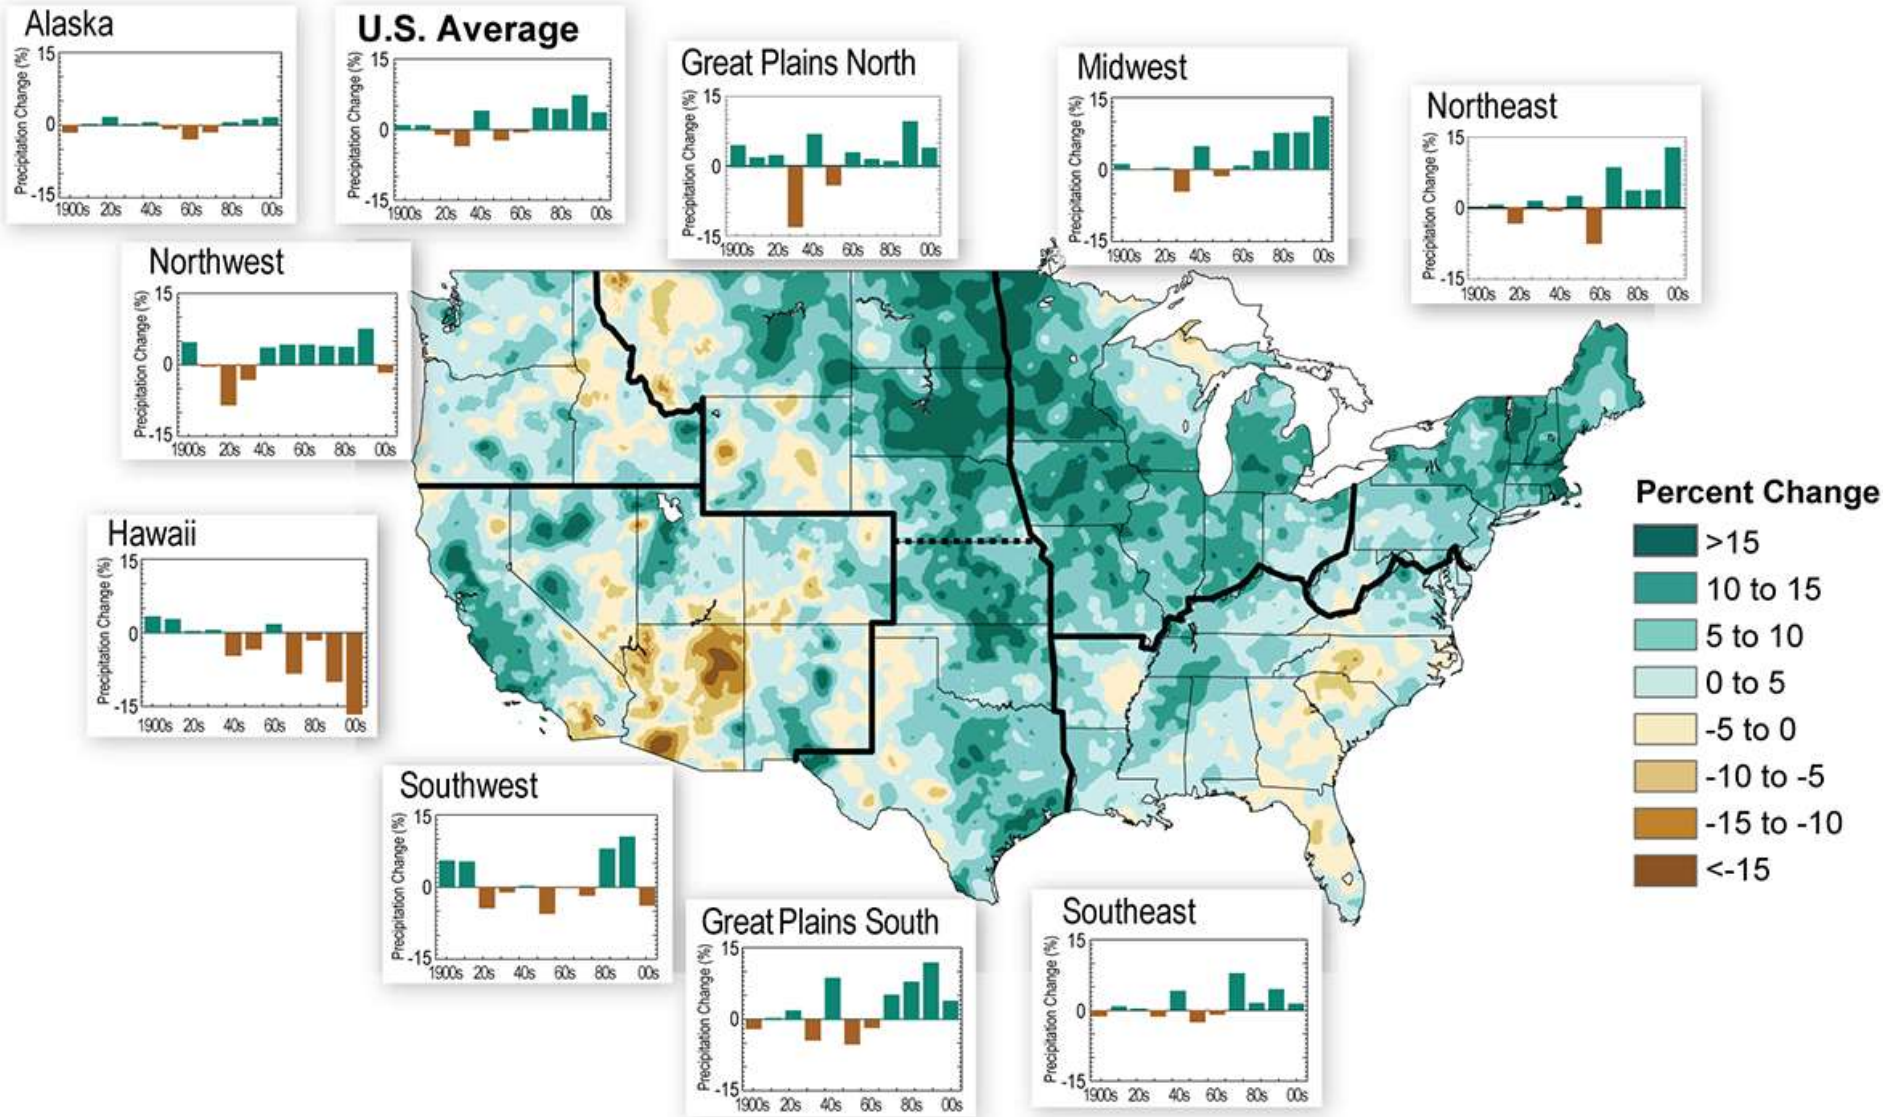 Alaska
Precipitation Change (%)
15
0
-15
1900s 20s 40s 60s 80s 00s
U.S. Average
Precipitation Change (%)
15
0
-15
1900s 20s 40s 60s 80s 00s
Great Plains North
Precipitation Change (%)
15
0
-15
1900s 20s 40s 60s 80s 00s
Midwest
Precipitation Change (%)
15
0
-15
1900s 20s 40s 60s 80s 00s
Northeast
Precipitation Change (%)
15
0
-15
1900s 20s 40s 60s 80s 00s
Northwest
Precipitation Change (%)
15
0
-15
1900s 20s 40s 60s 80s 00s
Hawaii
Precipitation Change (%)
15
0
-15
1900s 20s 40s 60s 80s 00s
Southwest
Precipitation Change (%)
15
0
-15
1900s 20s 40s 60s 80s 00s
Great Plains South
Precipitation Change (%)
15
0
-15
1900s 20s 40s 60s 80s 00s
Southeast
Precipitation Change (%)
15
0
-15
1900s 20s 40s 60s 80s 00s
Percent Change
>15
10 to 15
5 to 10
0 to 5
-5 to 0
-10 to -5
-15 to -10
<-15